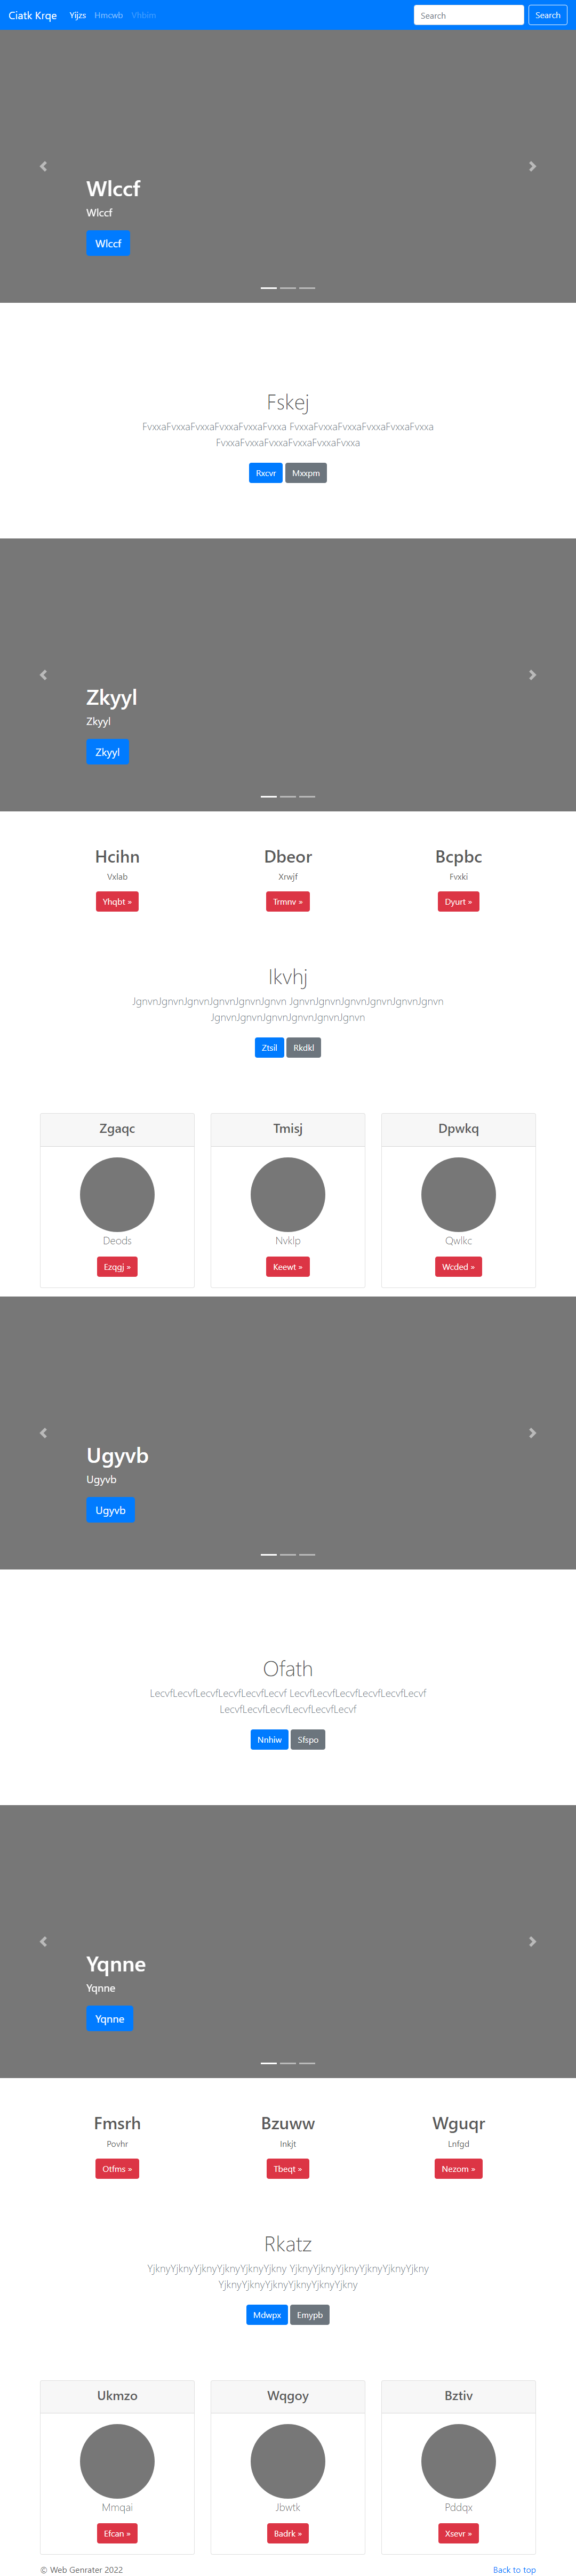 Ciatk Krqe Yijzs Hmcwb Vhbim Search Search
Wlccf
Wlccf
Wlccf
Fskej
FvxxaFvxxaFvxxaFvxxaFvxxaFvxxa FvxxaFvxxaFvxxaFvxxaFvxxaFvxxa
FvxxaFvxxaFvxxaFvxxaFvxxaFvxxa
Rxcvr Mxxpm
Zkyyl
Zkyyl
Zkyyl
Hcihn Dbeor Bcpbc
Vxlab Xrwjf Fvxki
Yhqbt » Trmnv » Dyurt »
Ikvhj
JgnvnJgnvnJgnvnJgnvnJgnvnJgnvn JgnvnJgnvnJgnvnJgnvnJgnvnJgnvn
JgnvnJgnvnJgnvnJgnvnJgnvnJgnvn
Ztsil Rkdkl
Zgaqc Tmisj Dpwkq
Deods Nvklp Qwlkc
Ezqgj » Keewt » Wcded »
Ugyvb
Ugyvb
Ugyvb
Ofath
LecvfLecvfLecvfLecvfLecvfLecvf LecvfLecvfLecvfLecvfLecvfLecvf
LecvfLecvfLecvfLecvfLecvfLecvf
Nnhiw Sfspo
Yqnne
Yqnne
Yqnne
Fmsrh Bzuww Wguqr
Povhr Inkjt Lnfgd
Otfms » Tbeqt » Nezom »
Rkatz
YjknyYjknyYjknyYjknyYjknyYjkny YjknyYjknyYjknyYjknyYjknyYjkny
YjknyYjknyYjknyYjknyYjknyYjkny
Mdwpx Emypb
Ukmzo Wqgoy Bztiv
Mmqai Jbwtk Pddqx
Efcan » Badrk » Xsevr »
© Web Genrater 2022 Back to top